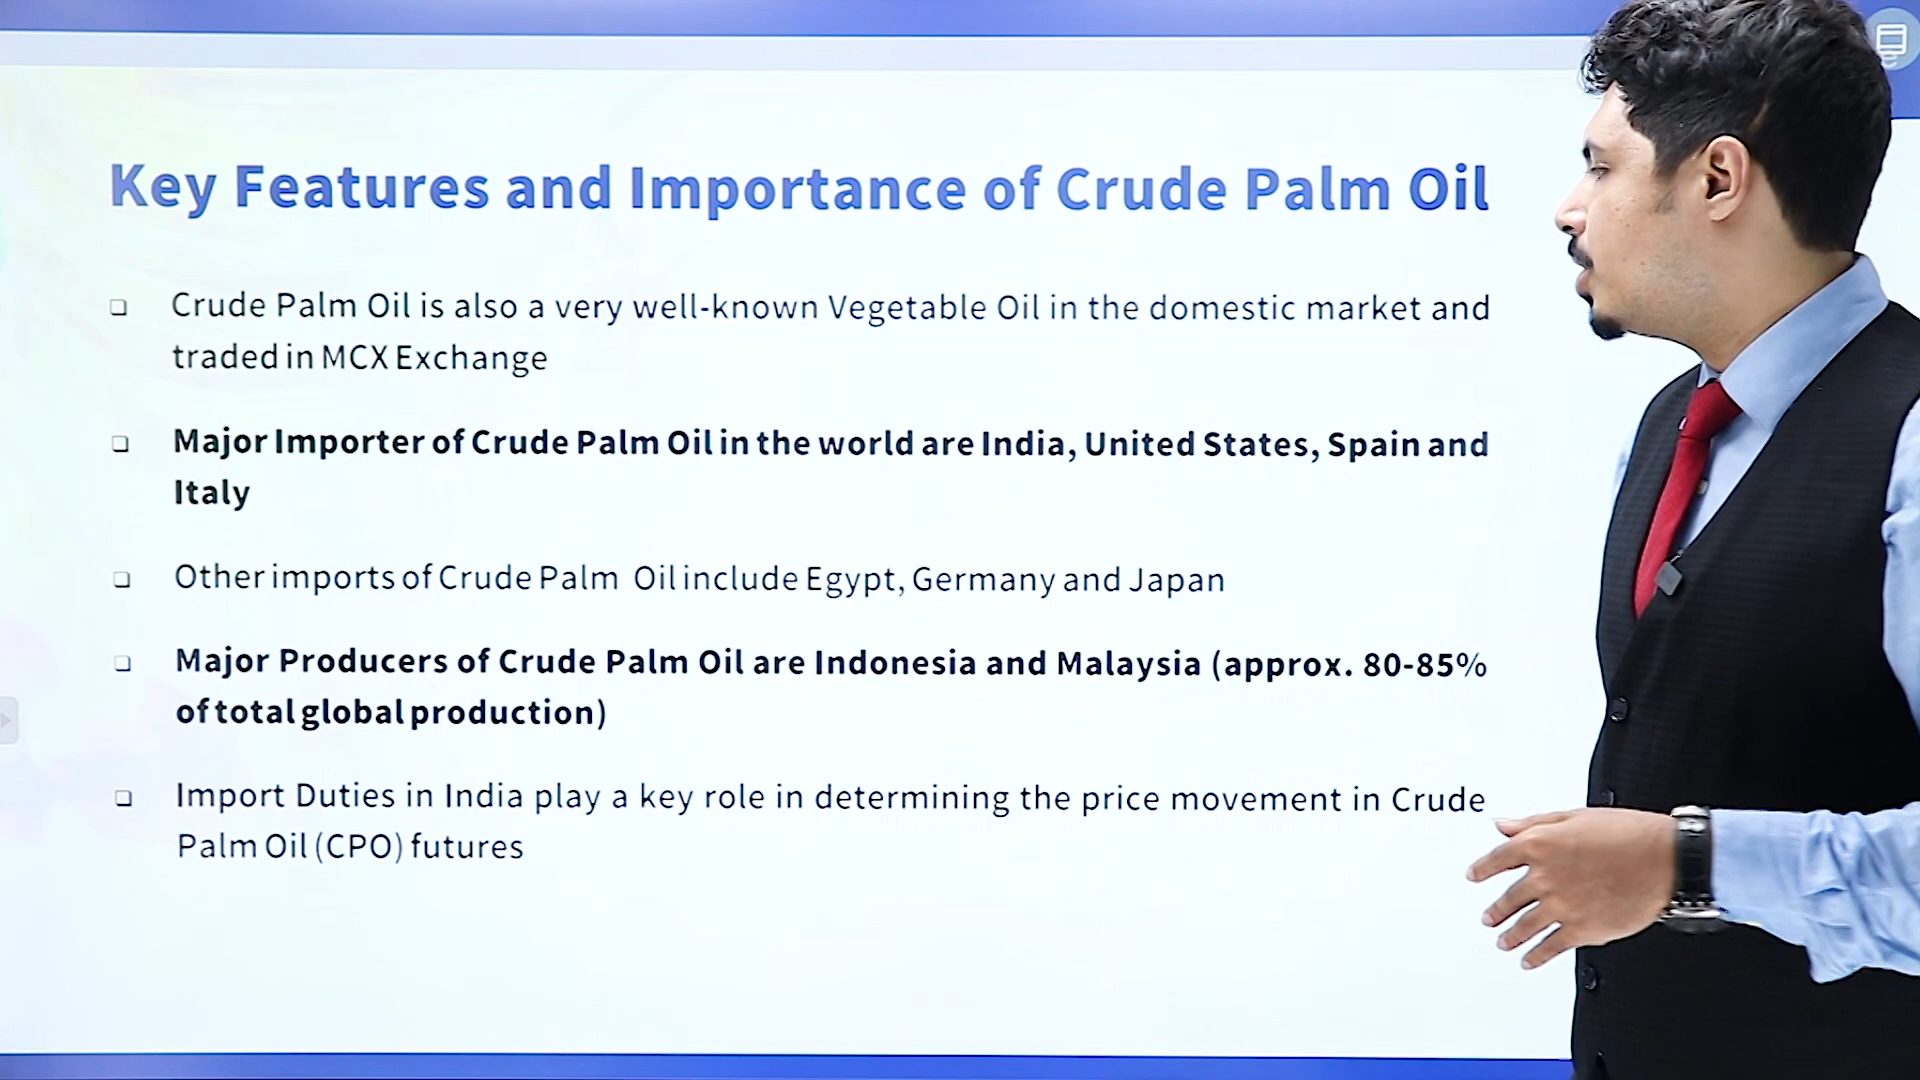 Key Features and Importance of Crude Palm Oil
❏ Crude Palm Oil is also a very well-known Vegetable Oil in the domestic market and
traded in MCX Exchange
❏ Major Importer of Crude Palm Oil in the world are India, United States, Spain and
Italy
❏ Other imports of Crude Palm Oil include Egypt, Germany and Japan
❏ Major Producers of Crude Palm Oil are Indonesia and Malaysia (approx. 80-85%
of total global production)
❏ Import Duties in India play a key role in determining the price movement in Crude
Palm Oil (CPO) futures